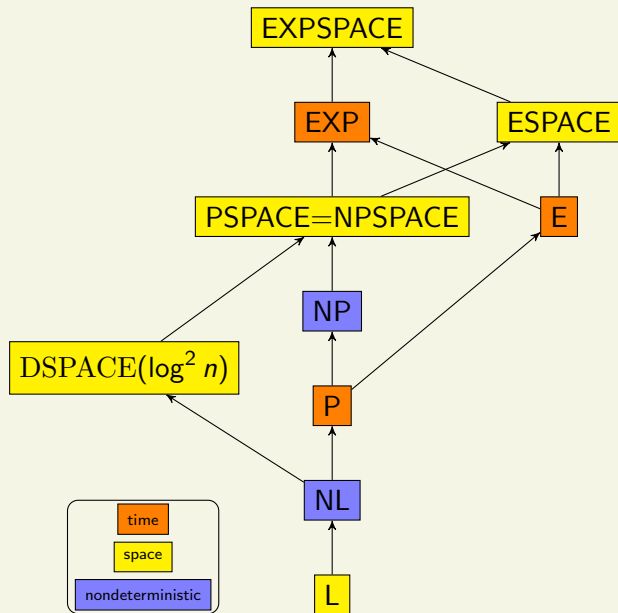 EXPSPACE
EXP
ESPACE
PSPACE=NPSPACE
E
NP
DSPACE(log² n)
P
NL
time
space
nondeterministic
L